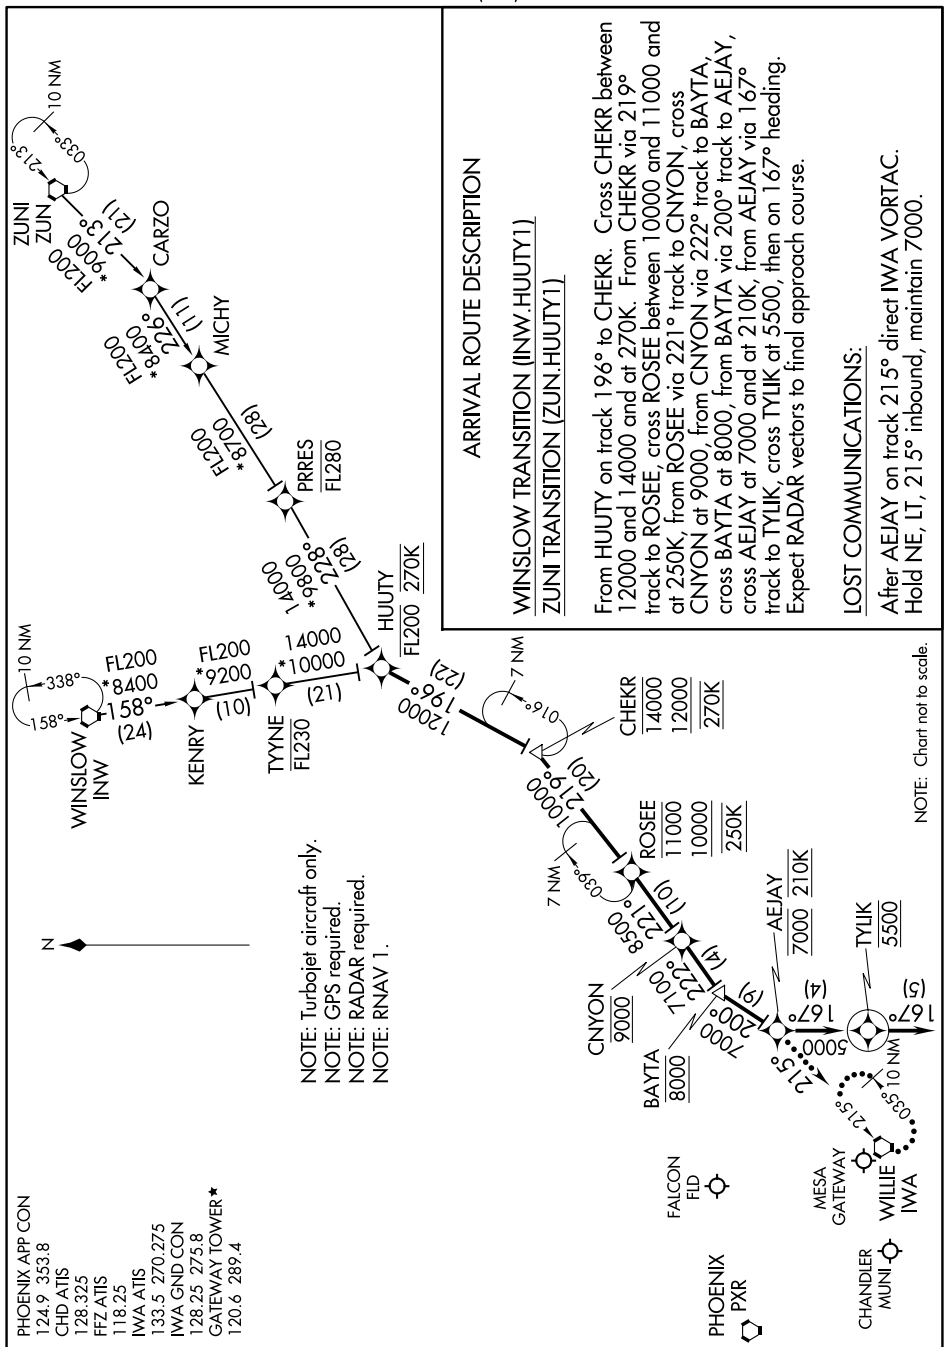 PHOENIX APP CON
124.9 353.8
CHD ATIS
128.325
FFZ ATIS
118.25
IWA ATIS
133.5 270.275
IWA GND CON
128.25 275.8
GATEWAY TOWER★
120.6 289.4
N
NOTE: Turbojet aircraft only.
NOTE: GPS required.
NOTE: RADAR required.
NOTE: RNAV 1.
WINSLOW
INW
158°
338°
10 NM
FL200
*8400
158°
(24)
KENRY
FL200
*9200
(10)
TYYNE
FL230
14000
*10000
(21)
ZUNI
ZUN
213°
033°
10 NM
FL200
*9000
213°
(21)
CARZO
FL200
*8400
226°
(11)
MICHY
FL200
*8700
(28)
PRRES
FL280
14000
*9800
228°
(28)
HUUTY
FL200 270K
12000
196°
(22)
7 NM
016°
CHEKR
14000
12000
270K
10000
219°
(20)
7 NM
039°
ROSEE
11000
10000
250K
8500
221°
(10)
CNYON
9000
7100
222°
(4)
BAYTA
8000
7000
200°
(9)
AEJAY
7000 210K
167°
(4)
5000
TYLIK
5500
167°
(5)
215°
215°
035°
10 NM
FALCON
FLD
PHOENIX
PXR
MESA
GATEWAY
WILLIE
IWA
CHANDLER
MUNI
NOTE: Chart not to scale.
ARRIVAL ROUTE DESCRIPTION
WINSLOW TRANSITION (INW.HUUTY1)
ZUNI TRANSITION (ZUN.HUUTY1)
From HUUTY on track 196° to CHEKR. Cross CHEKR between
12000 and 14000 and at 270K. From CHEKR via 219°
track to ROSEE, cross ROSEE between 10000 and 11000 and
at 250K, from ROSEE via 221° track to CNYON, cross
CNYON at 9000, from CNYON via 222° track to BAYTA,
cross BAYTA at 8000, from BAYTA via 200° track to AEJAY,
cross AEJAY at 7000 and at 210K, from AEJAY via 167°
track to TYLIK, cross TYLIK at 5500, then on 167° heading.
Expect RADAR vectors to final approach course.
LOST COMMUNICATIONS:
After AEJAY on track 215° direct IWA VORTAC.
Hold NE, LT, 215° inbound, maintain 7000.